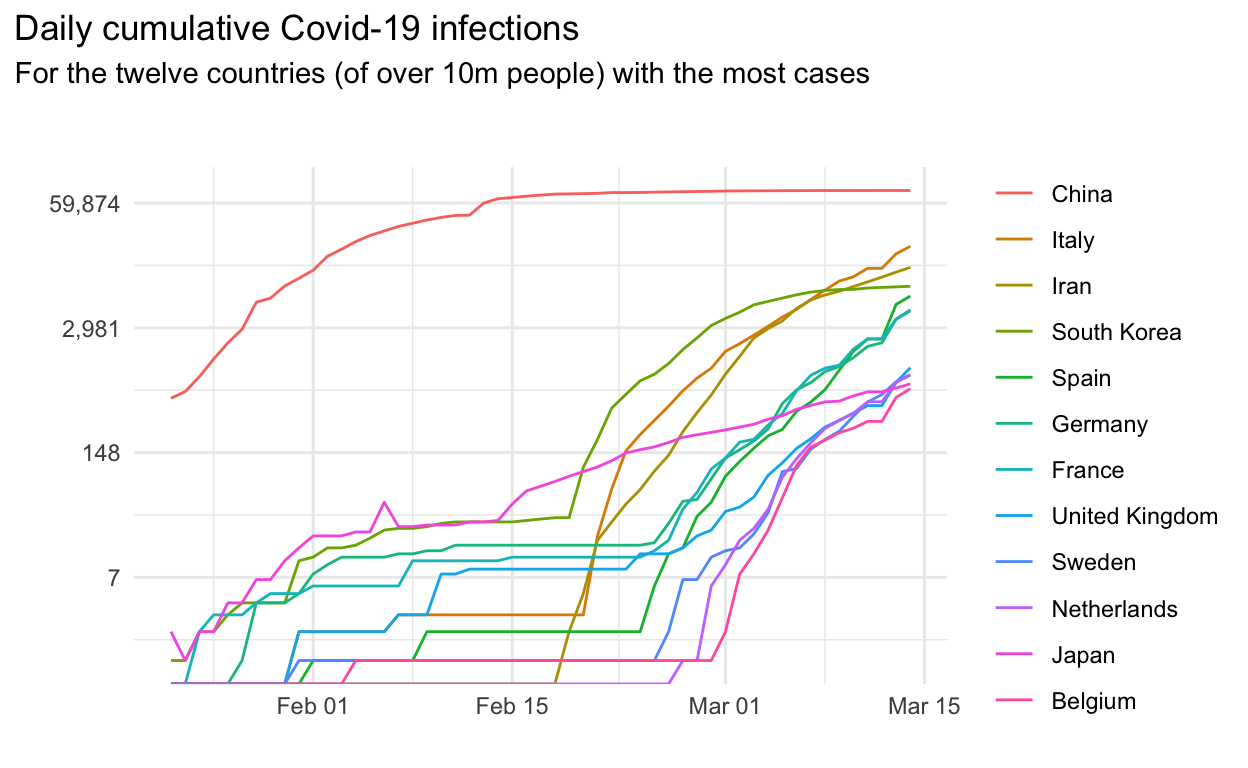 Daily cumulative Covid-19 infections
For the twelve countries (of over 10m people) with the most cases
59,874
2,981
148
7
Feb 01
Feb 15
Mar 01
Mar 15
China
Italy
Iran
South Korea
Spain
Germany
France
United Kingdom
Sweden
Netherlands
Japan
Belgium